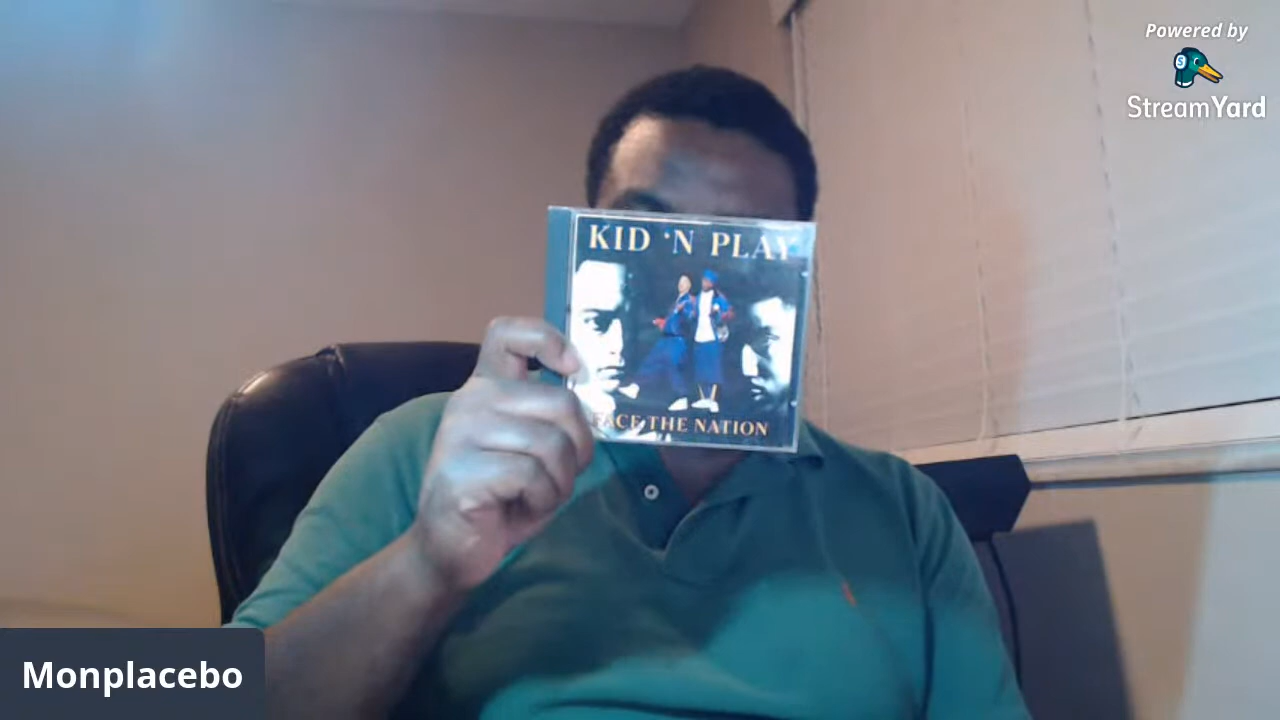 Powered by
StreamYard
KID 'N PLAY
FACE THE NATION
Monplacebo